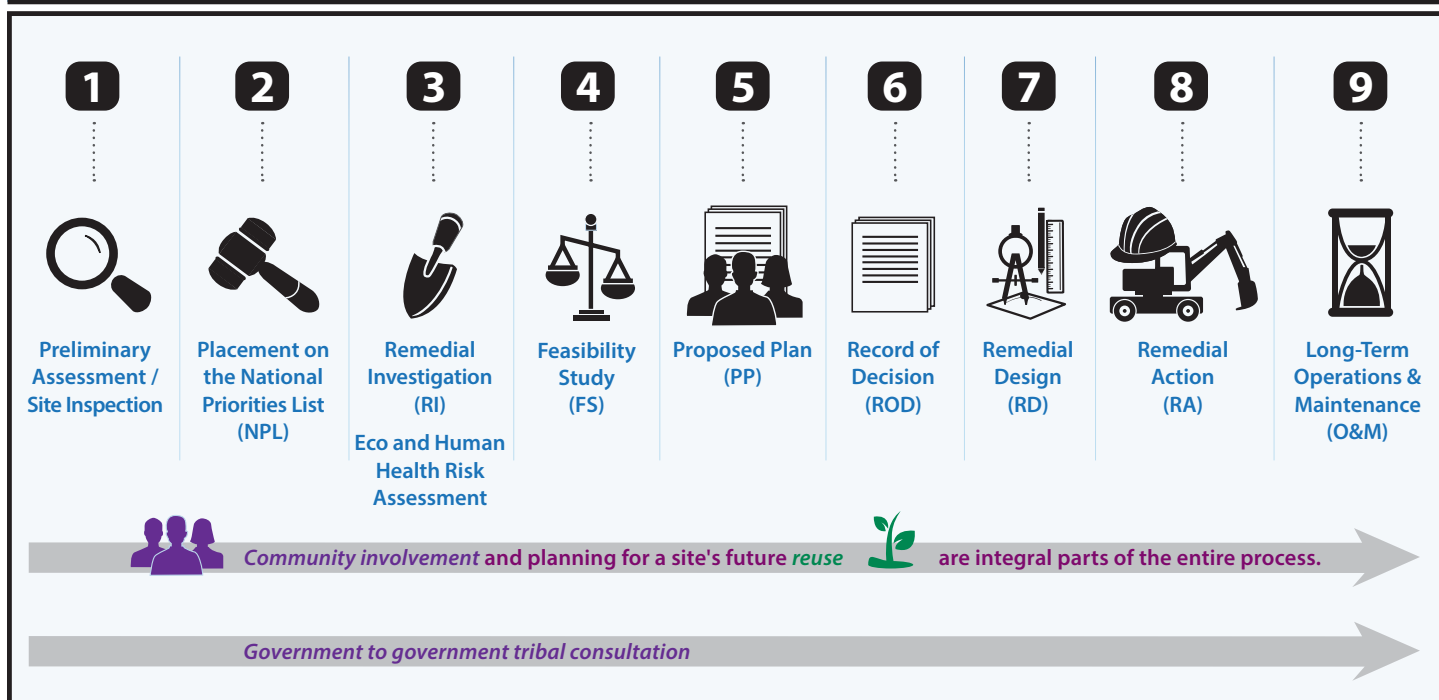 1
2
3
4
5
6
7
8
9
Preliminary
Assessment /
Site Inspection
Placement on
the National
Priorities List
(NPL)
Remedial
Investigation
(RI)
Eco and Human
Health Risk
Assessment
Feasibility
Study
(FS)
Proposed Plan
(PP)
Record of
Decision
(ROD)
Remedial
Design
(RD)
Remedial
Action
(RA)
Long-Term
Operations &
Maintenance
(O&M)
Community involvement and planning for a site's future reuse are integral parts of the entire process.
Government to government tribal consultation